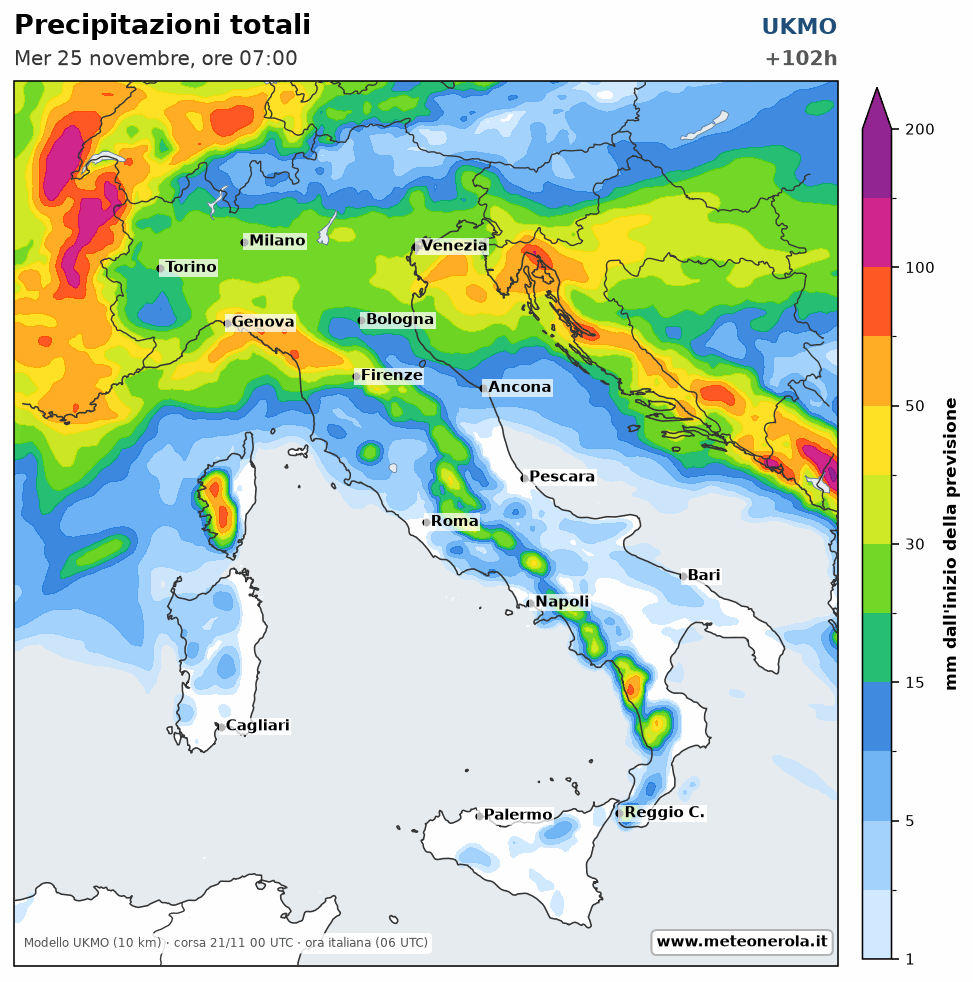 Precipitazioni totali
UKMO
Mer 25 novembre, ore 07:00
+102h
200
100
50
30
15
5
1
mm dall'inizio della previsione
Milano
Venezia
Torino
Genova
Bologna
Firenze
Ancona
Pescara
Roma
Bari
Napoli
Cagliari
Palermo
Reggio C.
Modello UKMO (10 km) · corsa 21/11 00 UTC · ora italiana (06 UTC)
www.meteonerola.it